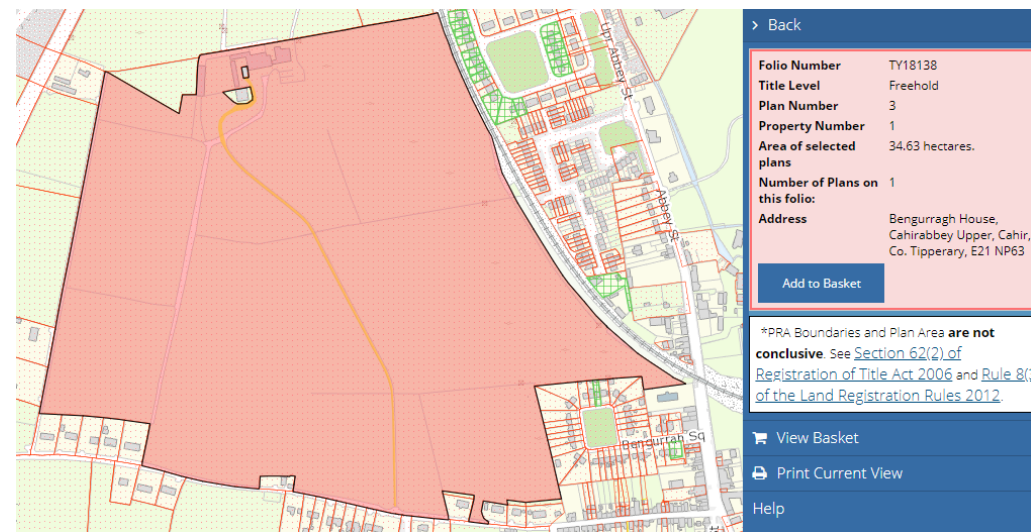 Upr Abbey St
Abbey St
Bengurrah Sq
Back
Folio Number TY18138
Title Level Freehold
Plan Number 3
Property Number 1
Area of selected 34.63 hectares.
plans
Number of Plans on 1
this folio:
Address Bengurragh House,
Cahirabbey Upper, Cahir,
Co. Tipperary, E21 NP63
Add to Basket
*PRA Boundaries and Plan Area are not
conclusive. See Section 62(2) of
Registration of Title Act 2006 and Rule 8(
of the Land Registration Rules 2012.
View Basket
Print Current View
Help